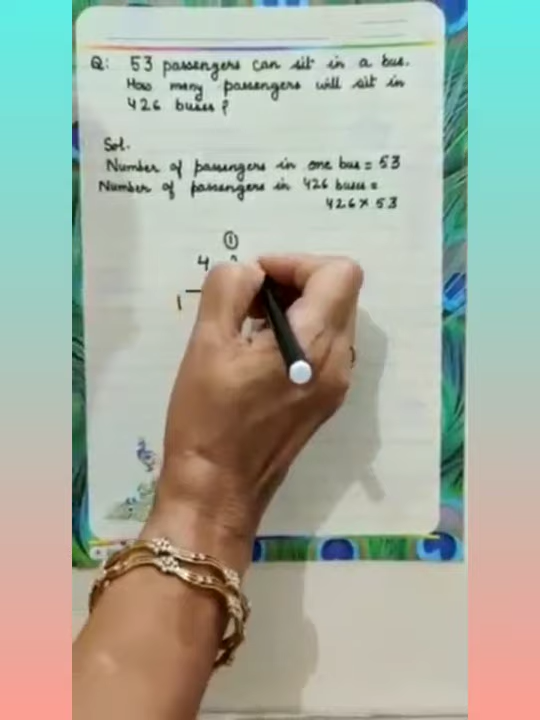 Q: 53 passengers can sit in a bus.
How many passengers will sit in
426 buses?
Sol.
Number of passengers in one bus = 53
Number of passengers in 426 buses =
426 × 53
①
4
1